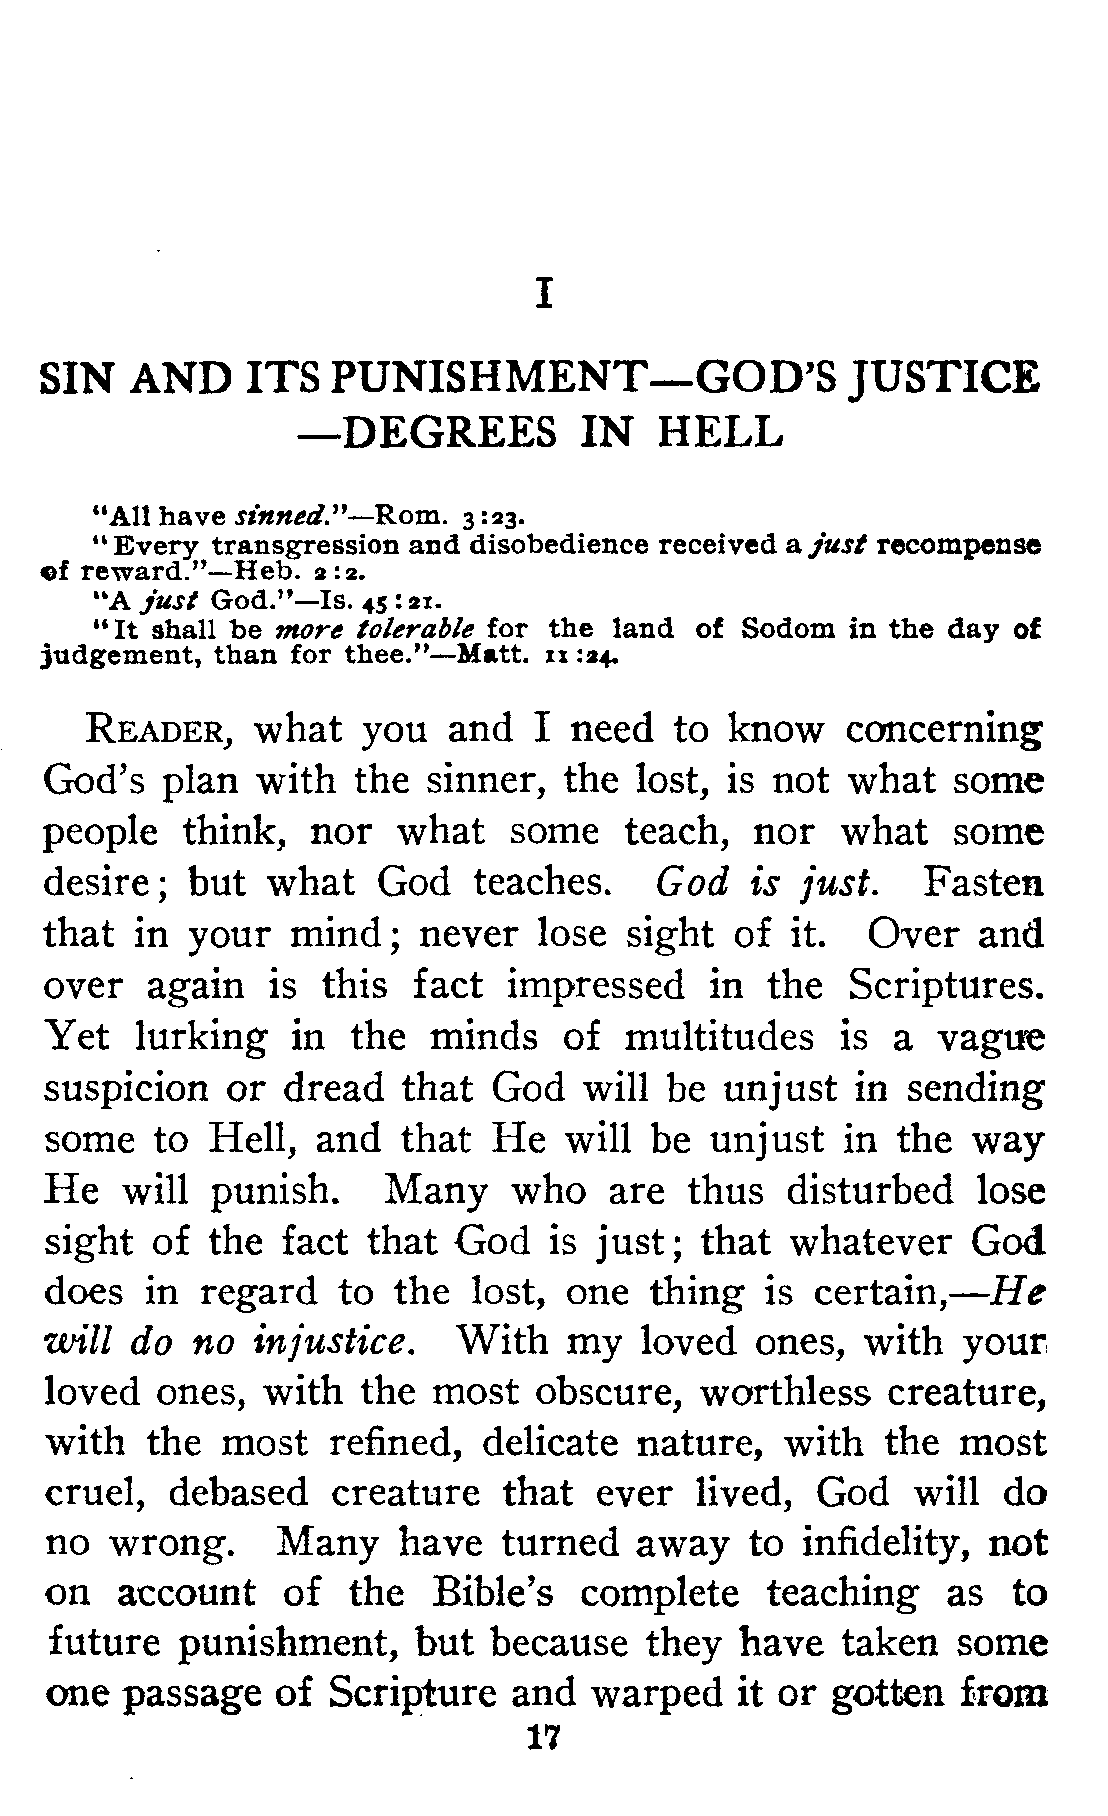 I
SIN AND ITS PUNISHMENT—GOD'S JUSTICE
—DEGREES IN HELL
"All have sinned."—Rom. 3:23.
"Every transgression and disobedience received a just recompense
of reward."—Heb. 2:2.
"A just God."—Is. 45:21.
"It shall be more tolerable for the land of Sodom in the day of
judgement, than for thee."—Matt. 11:24.
READER, what you and I need to know concerning
God's plan with the sinner, the lost, is not what some
people think, nor what some teach, nor what some
desire; but what God teaches. God is just. Fasten
that in your mind; never lose sight of it. Over and
over again is this fact impressed in the Scriptures.
Yet lurking in the minds of multitudes is a vague
suspicion or dread that God will be unjust in sending
some to Hell, and that He will be unjust in the way
He will punish. Many who are thus disturbed lose
sight of the fact that God is just; that whatever God
does in regard to the lost, one thing is certain,—He
will do no injustice. With my loved ones, with your
loved ones, with the most obscure, worthless creature,
with the most refined, delicate nature, with the most
cruel, debased creature that ever lived, God will do
no wrong. Many have turned away to infidelity, not
on account of the Bible's complete teaching as to
future punishment, but because they have taken some
one passage of Scripture and warped it or gotten from
17